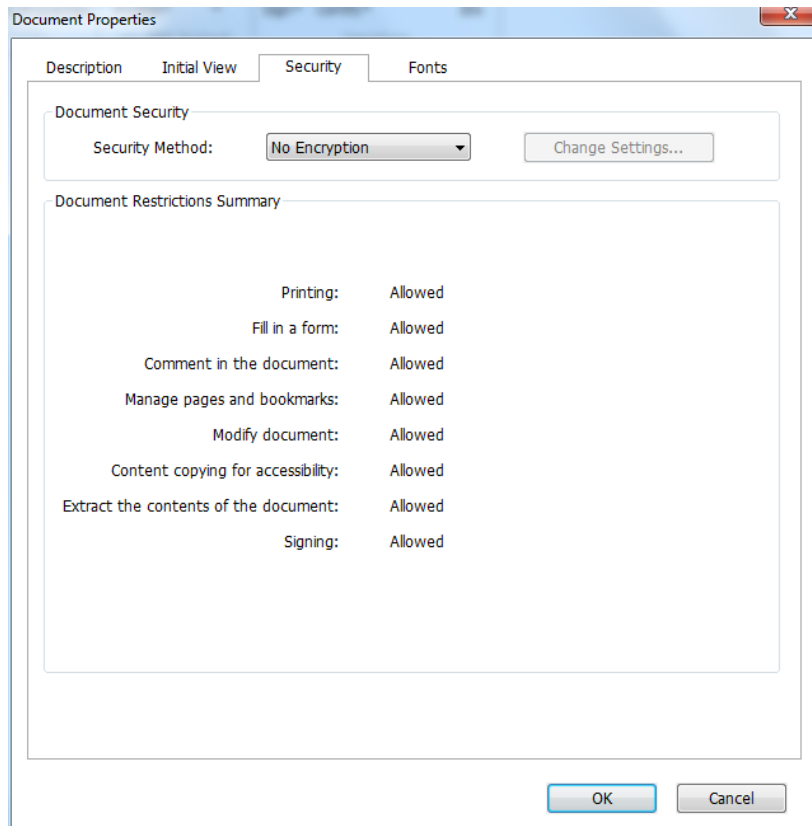 Document Properties
Description Initial View Security Fonts
Document Security
Security Method: No Encryption Change Settings...
Document Restrictions Summary
Printing: Allowed
Fill in a form: Allowed
Comment in the document: Allowed
Manage pages and bookmarks: Allowed
Modify document: Allowed
Content copying for accessibility: Allowed
Extract the contents of the document: Allowed
Signing: Allowed
OK Cancel